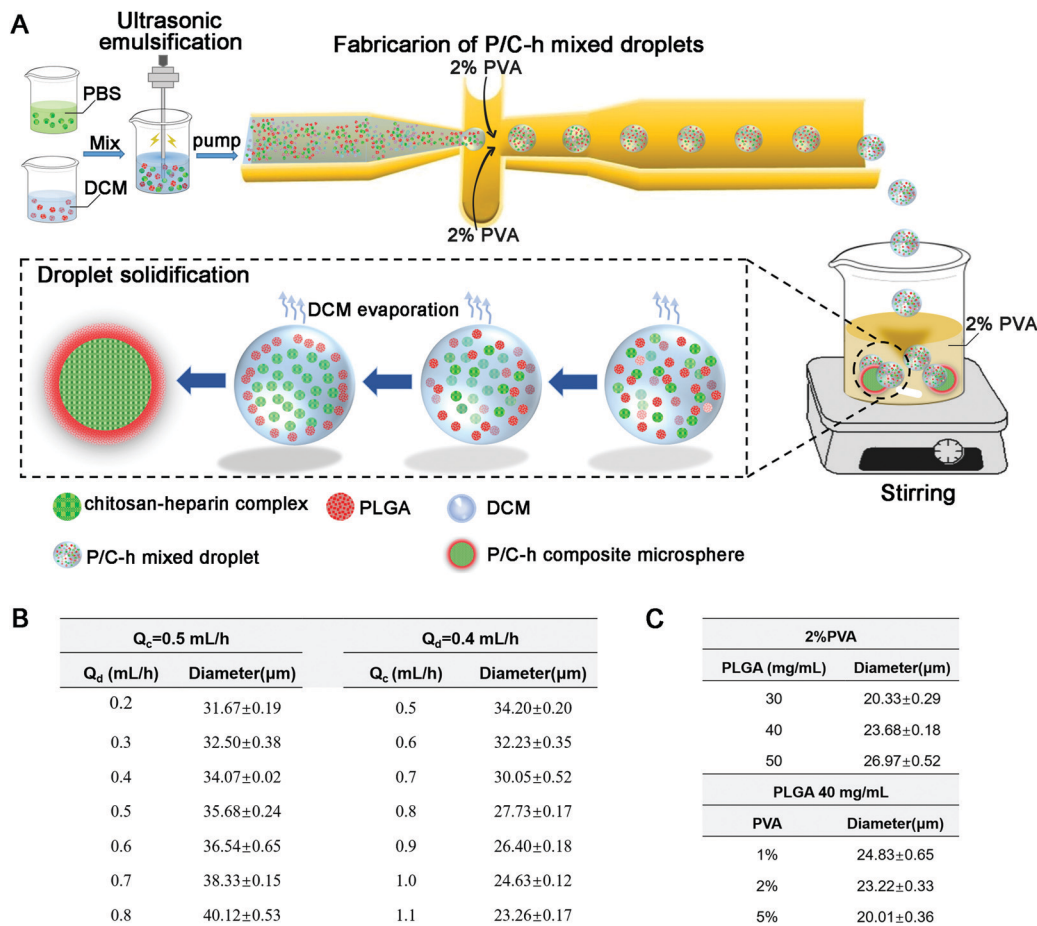 A
Ultrasonic
emulsification
Fabricarion of P/C-h mixed droplets
2% PVA
PBS
Mix
pump
DCM
2% PVA
Droplet solidification
DCM evaporation
2% PVA
Stirring
chitosan-heparin complex
PLGA
DCM
P/C-h mixed droplet
P/C-h composite microsphere
B
Qc=0.5 mL/h Qd=0.4 mL/h
Qd (mL/h) Diameter(μm) Qc (mL/h) Diameter(μm)
0.2 31.67±0.19 0.5 34.20±0.20
0.3 32.50±0.38 0.6 32.23±0.35
0.4 34.07±0.02 0.7 30.05±0.52
0.5 35.68±0.24 0.8 27.73±0.17
0.6 36.54±0.65 0.9 26.40±0.18
0.7 38.33±0.15 1.0 24.63±0.12
0.8 40.12±0.53 1.1 23.26±0.17
C
2%PVA
PLGA (mg/mL) Diameter(μm)
30 20.33±0.29
40 23.68±0.18
50 26.97±0.52
PLGA 40 mg/mL
PVA Diameter(μm)
1% 24.83±0.65
2% 23.22±0.33
5% 20.01±0.36